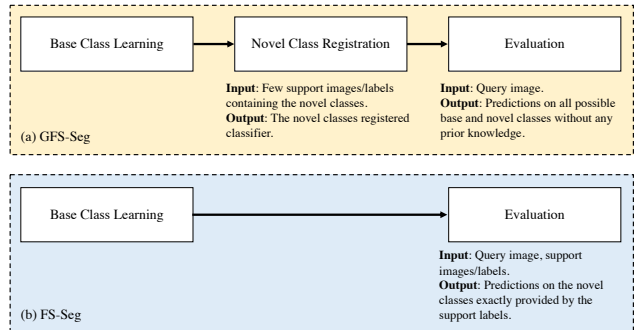 Base Class Learning
Novel Class Registration
Evaluation
Input: Few support images/labels
containing the novel classes.
Output: The novel classes registered
classifier.
Input: Query image.
Output: Predictions on all possible
base and novel classes without any
prior knowledge.
(a) GFS-Seg
Base Class Learning
Evaluation
Input: Query image, support
images/labels.
Output: Predictions on the novel
classes exactly provided by the
support labels.
(b) FS-Seg